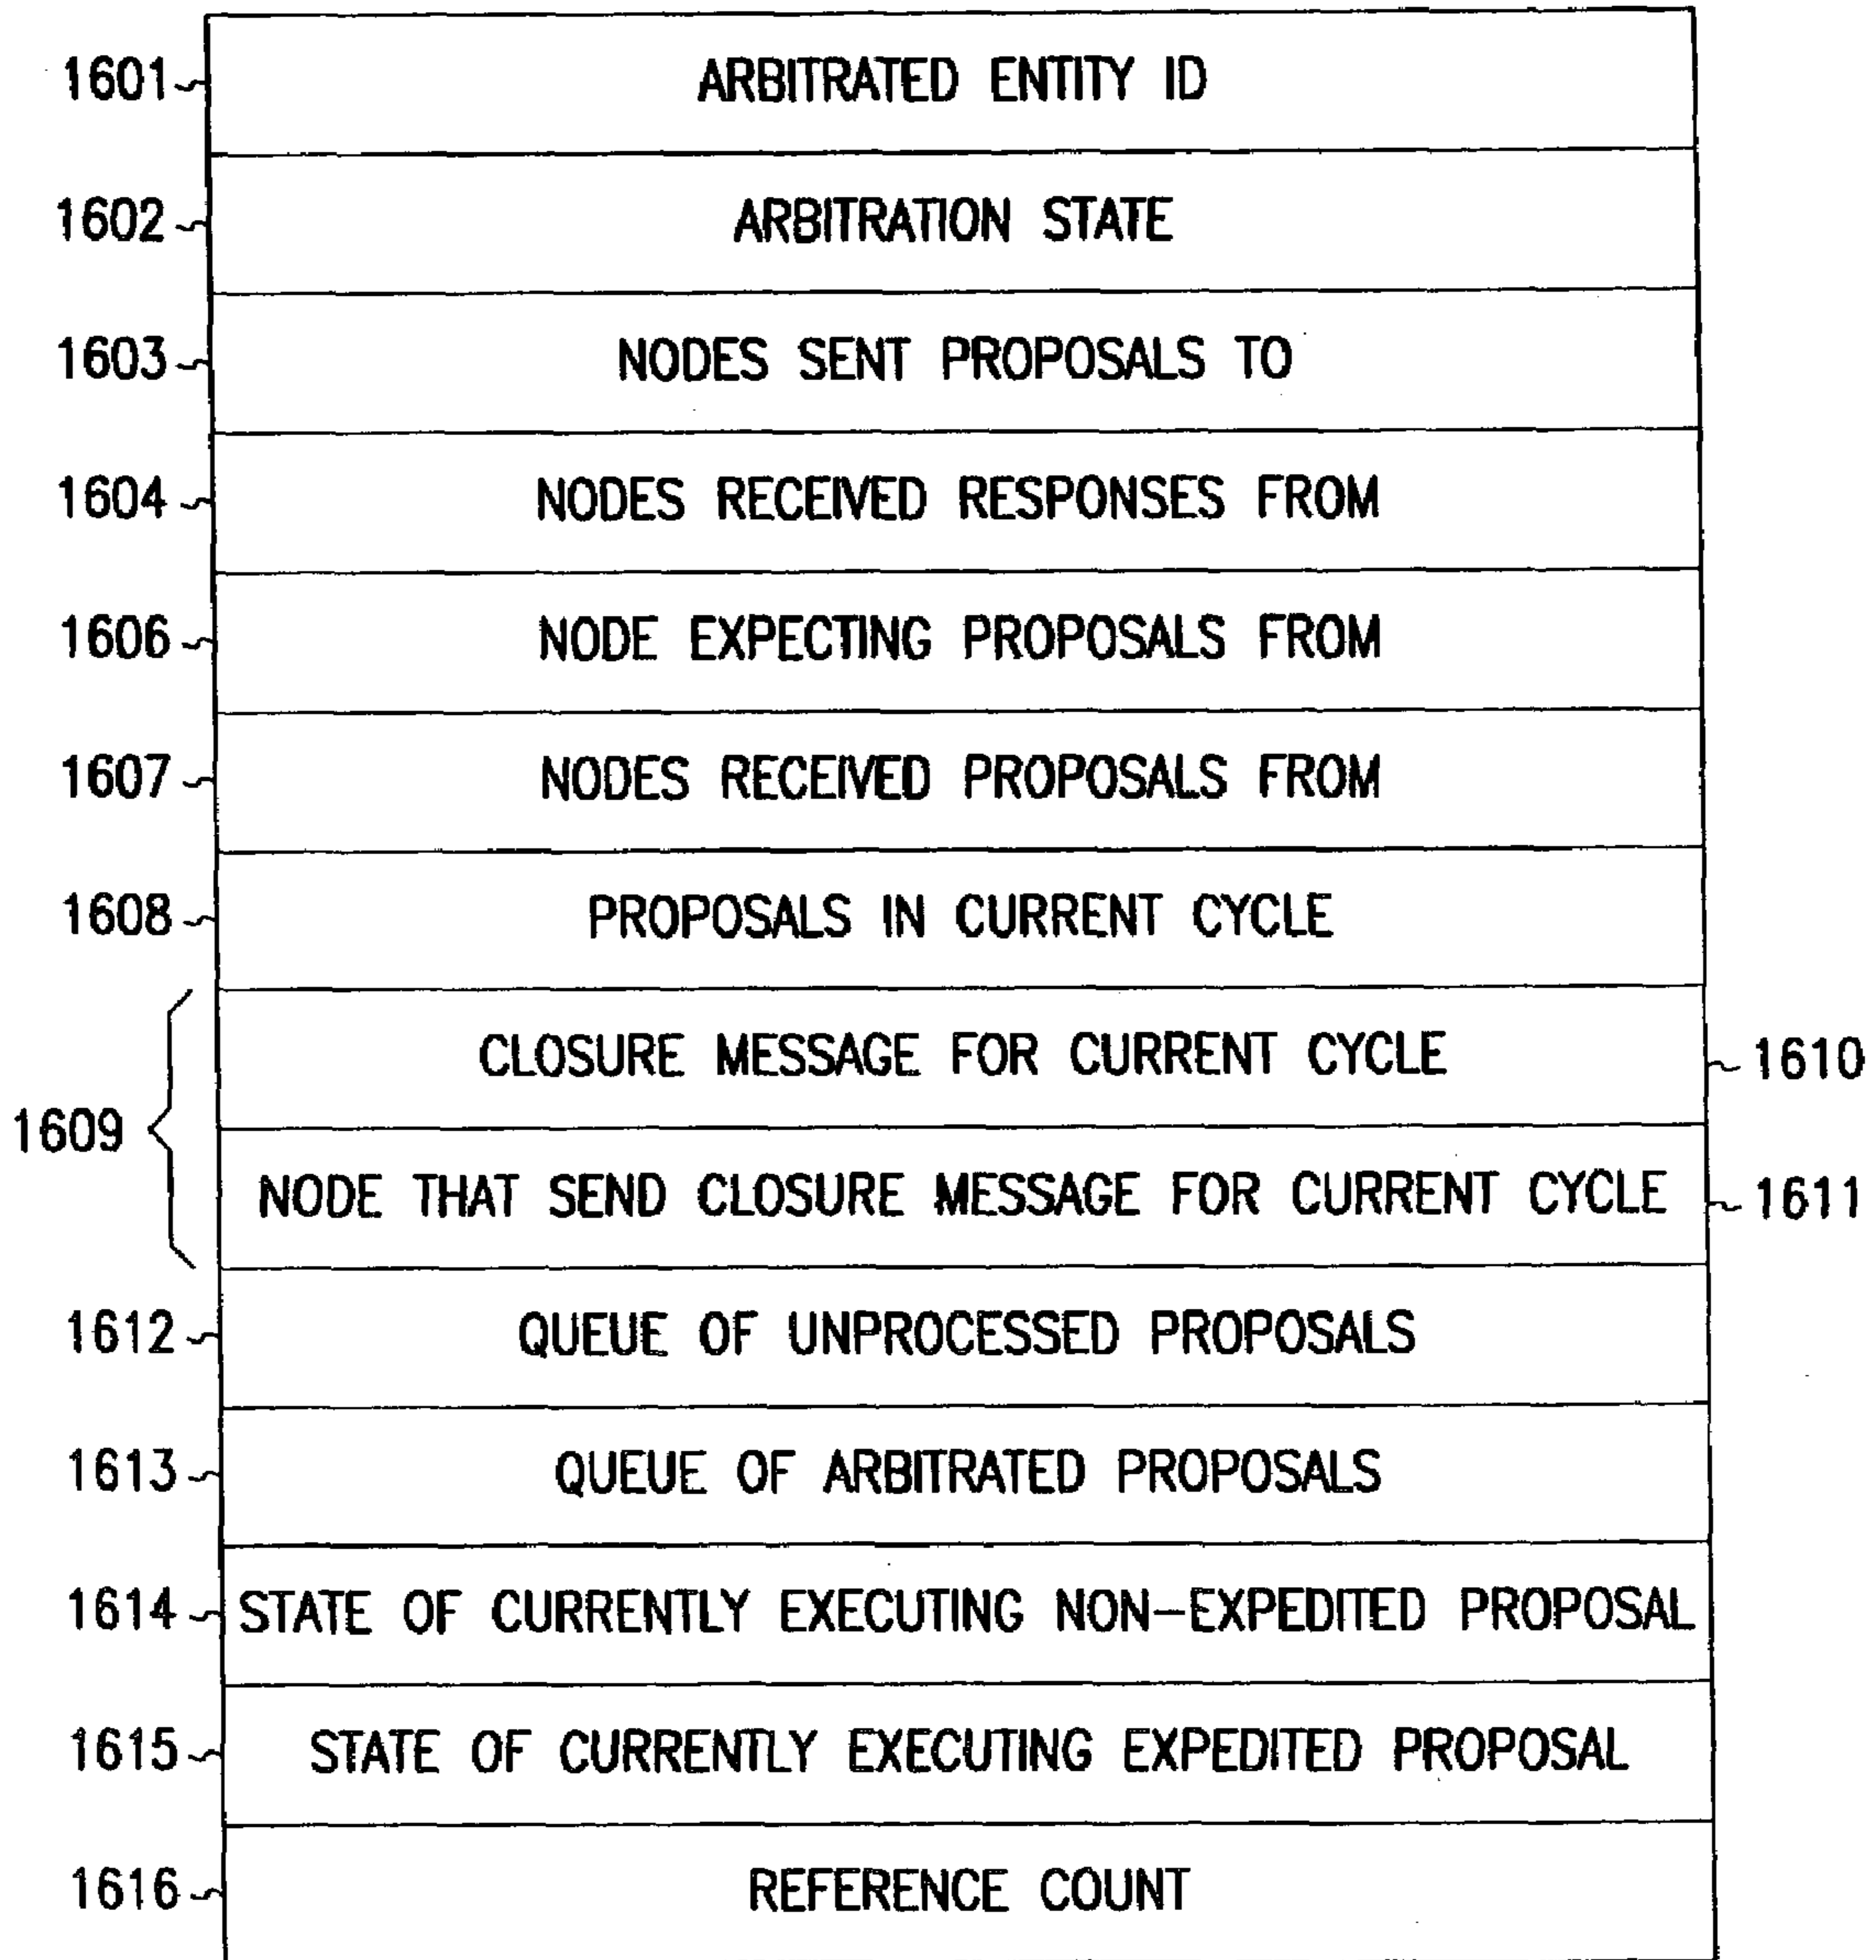 1601 ARBITRATED ENTITY ID
1602 ARBITRATION STATE
1603 NODES SENT PROPOSALS TO
1604 NODES RECEIVED RESPONSES FROM
1606 NODE EXPECTING PROPOSALS FROM
1607 NODES RECEIVED PROPOSALS FROM
1608 PROPOSALS IN CURRENT CYCLE
CLOSURE MESSAGE FOR CURRENT CYCLE 1610
1609
NODE THAT SEND CLOSURE MESSAGE FOR CURRENT CYCLE 1611
1612 QUEUE OF UNPROCESSED PROPOSALS
1613 QUEUE OF ARBITRATED PROPOSALS
1614 STATE OF CURRENTLY EXECUTING NON-EXPEDITED PROPOSAL
1615 STATE OF CURRENTLY EXECUTING EXPEDITED PROPOSAL
1616 REFERENCE COUNT